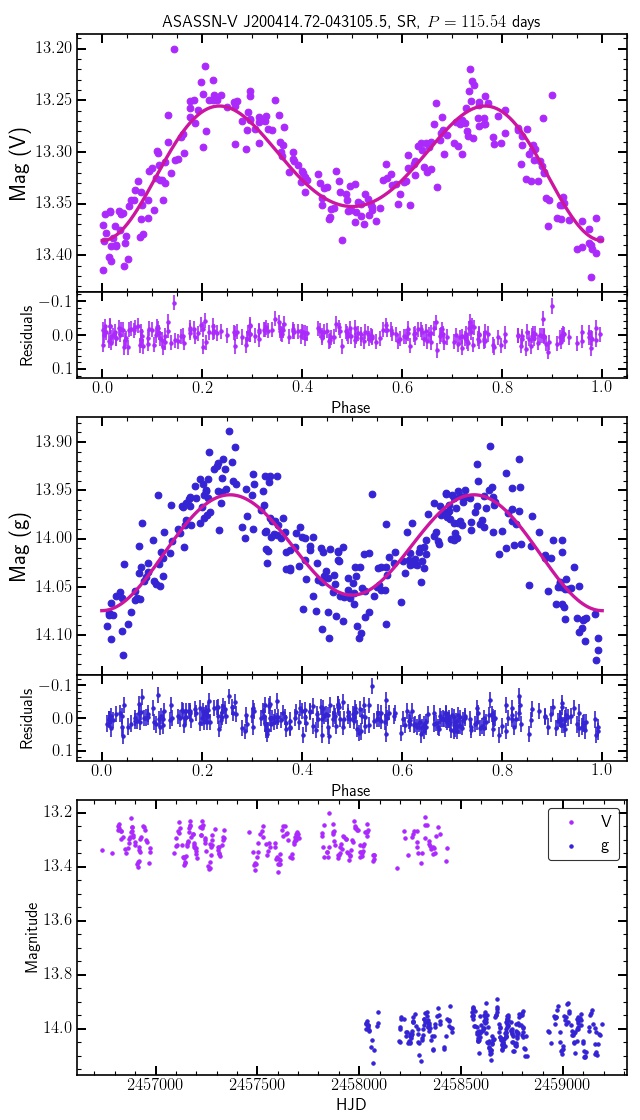 ASASSN-V J200414.72-043105.5, SR, P = 115.54 days
13.20
13.25
13.30
13.35
13.40
Mag (V)
−0.1
0.0
0.1
Residuals
0.0 0.2 0.4 0.6 0.8 1.0
Phase
13.90
13.95
14.00
14.05
14.10
Mag (g)
−0.1
0.0
0.1
Residuals
0.0 0.2 0.4 0.6 0.8 1.0
Phase
13.2
13.4
13.6
13.8
14.0
Magnitude
V
g
2457000 2457500 2458000 2458500 2459000
HJD